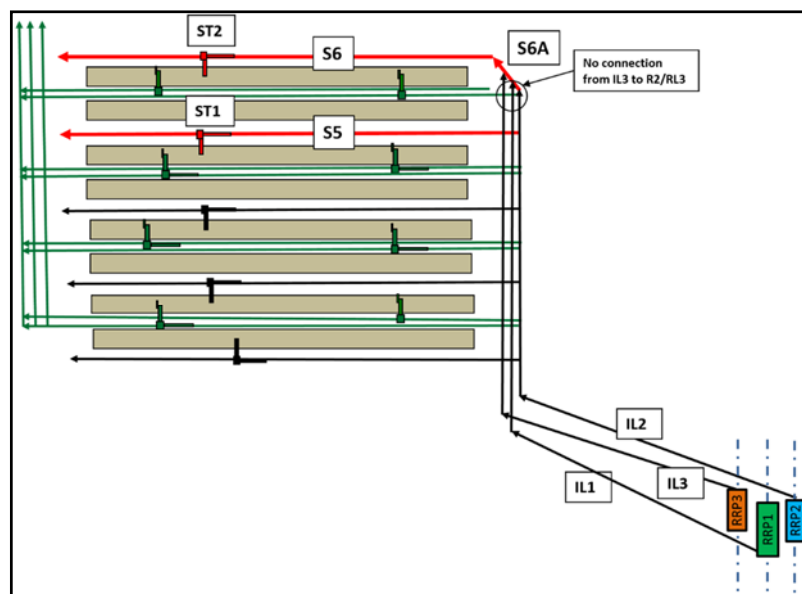 ST2
S6
S6A
No connection
from IL3 to R2/RL3
ST1
S5
IL2
IL3
IL1
RRP3
RRP1
RRP2